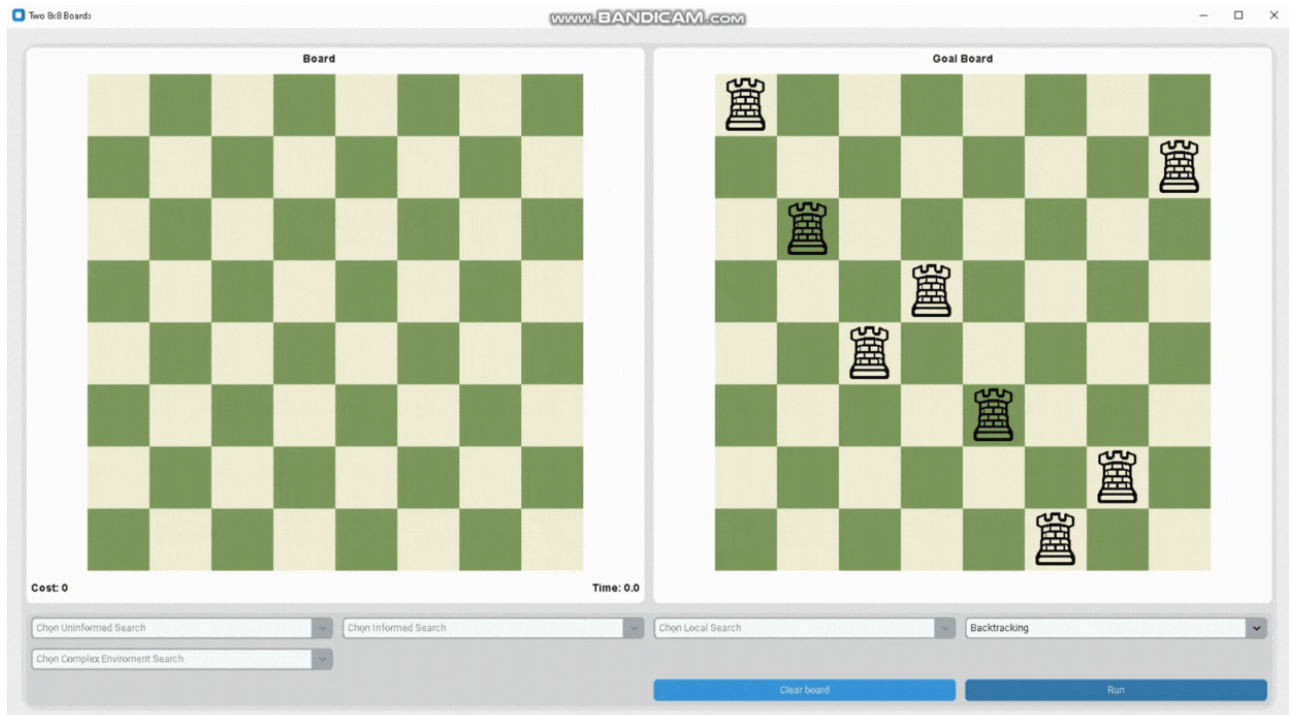 Two 8x8 Boards
www.BANDICAM.com
Board
Goal Board
Cost: 0
Time: 0.0
Chọn Uninformed Search
Chọn Informed Search
Chọn Local Search
Backtracking
Chọn Complex Enviroment Search
Clear board
Run